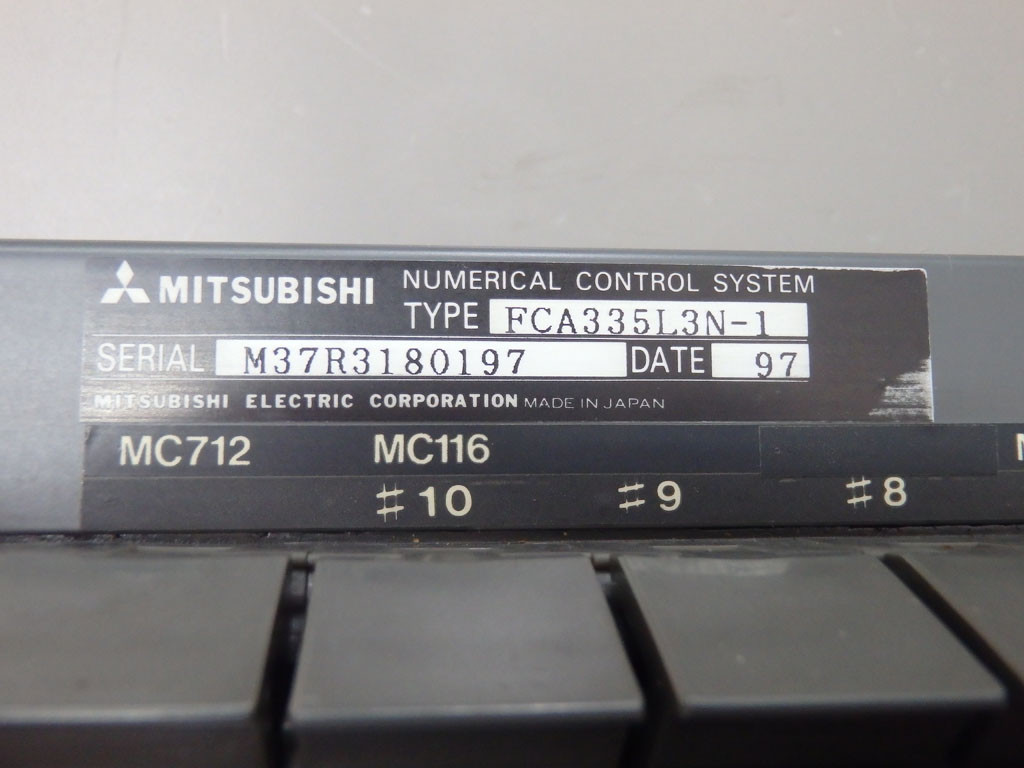 MITSUBISHI NUMERICAL CONTROL SYSTEM
TYPE FCA335L3N-1
SERIAL M37R3180197 DATE 97
MITSUBISHI ELECTRIC CORPORATION MADE IN JAPAN
MC712 MC116
#10 #9 #8